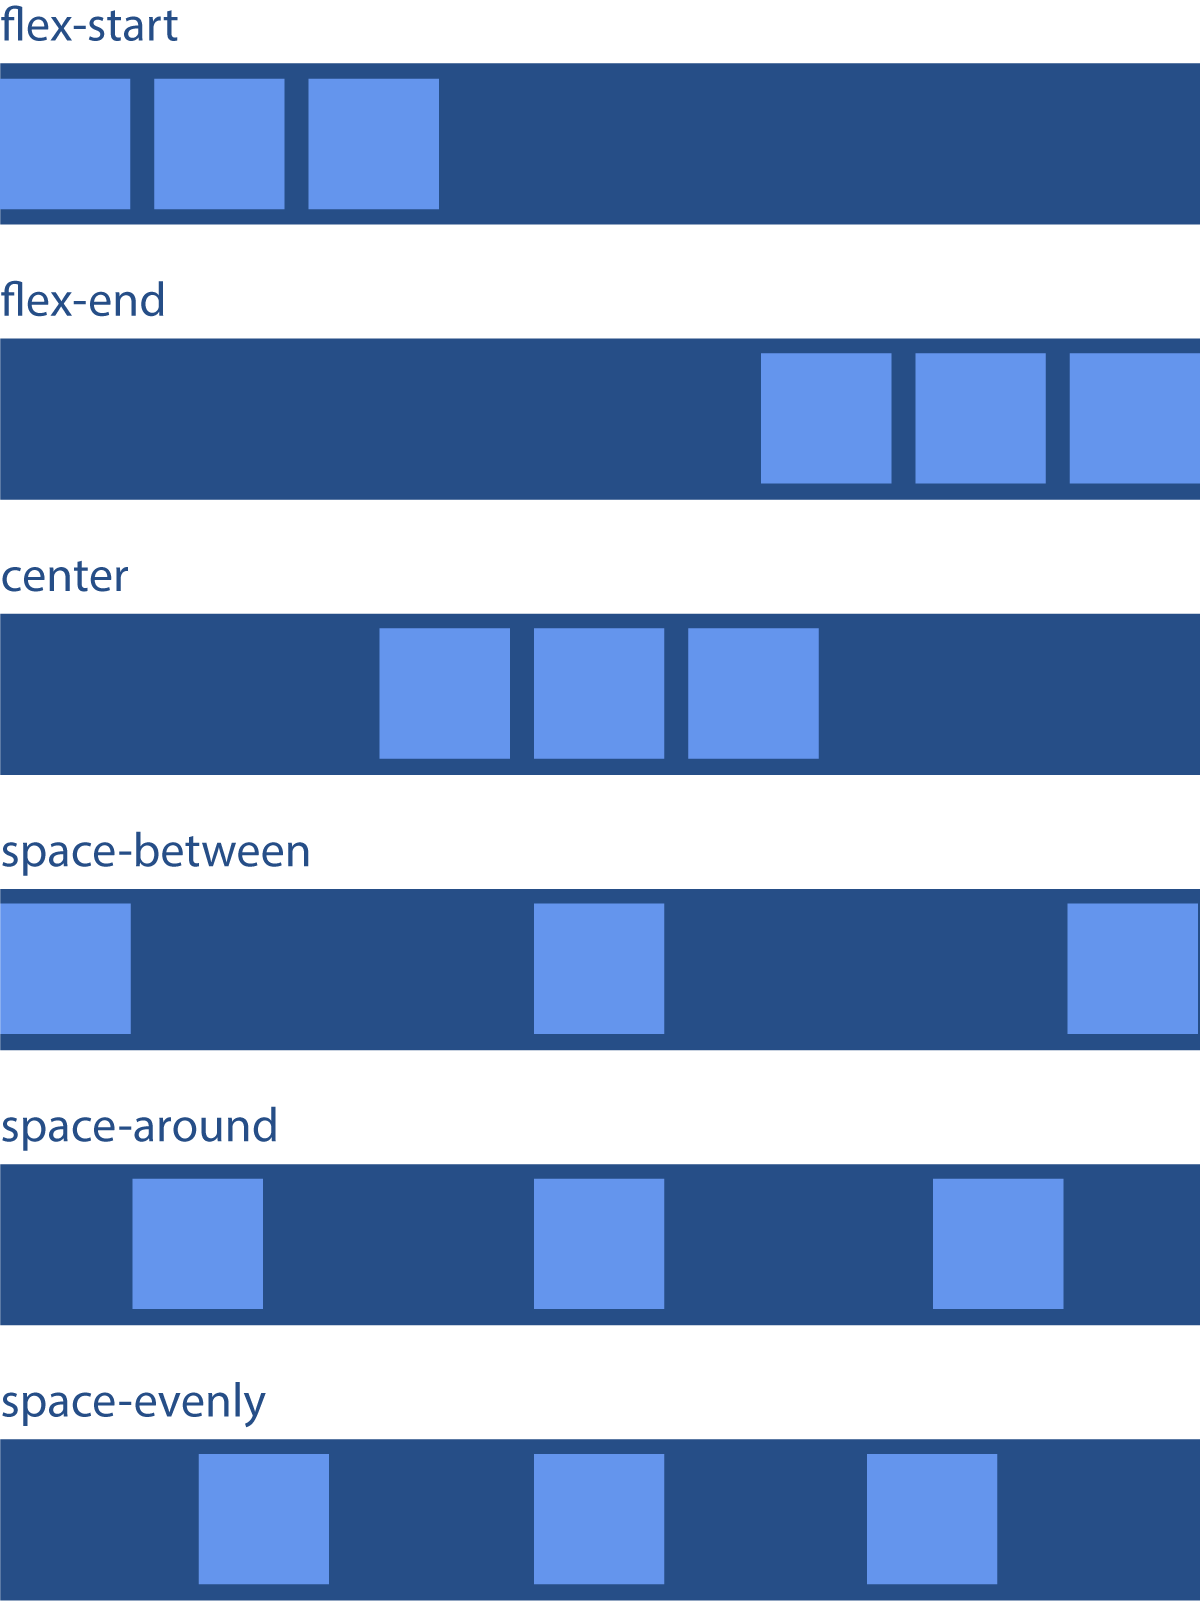 flex-start
flex-end
center
space-between
space-around
space-evenly